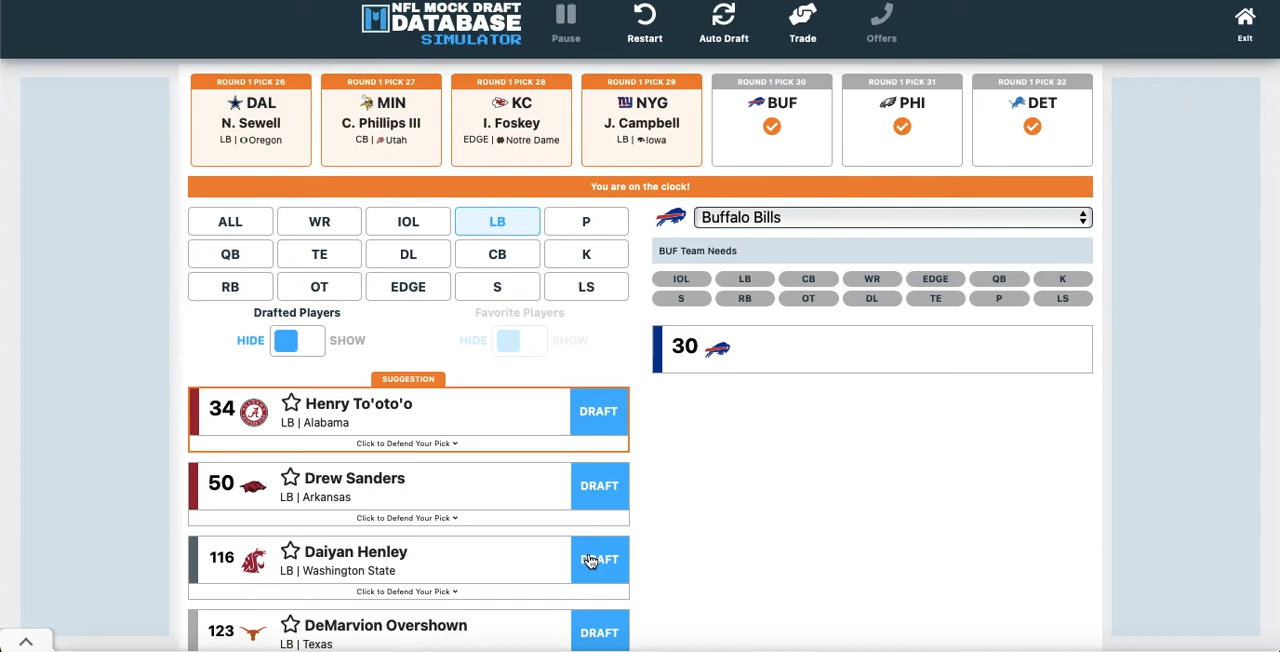 NFL MOCK DRAFT
DATABASE
SIMULATOR
Pause
Restart
Auto Draft
Trade
Offers
Exit
ROUND 1 PICK 26
DAL
N. Sewell
LB | Oregon
ROUND 1 PICK 27
MIN
C. Phillips III
CB | Utah
ROUND 1 PICK 28
KC
I. Foskey
EDGE | Notre Dame
ROUND 1 PICK 29
NYG
J. Campbell
LB | Iowa
ROUND 1 PICK 30
BUF
ROUND 1 PICK 31
PHI
ROUND 1 PICK 32
DET
You are on the clock!
ALL WR IOL LB P
QB TE DL CB K
RB OT EDGE S LS
Drafted Players
HIDE SHOW
Favorite Players
HIDE SHOW
SUGGESTION
34 Henry To'oto'o
LB | Alabama
DRAFT
Click to Defend Your Pick
50 Drew Sanders
LB | Arkansas
DRAFT
Click to Defend Your Pick
116 Daiyan Henley
LB | Washington State
DRAFT
Click to Defend Your Pick
123 DeMarvion Overshown
LB | Texas
DRAFT
Buffalo Bills
BUF Team Needs
IOL LB CB WR EDGE QB K
S RB OT DL TE P LS
30